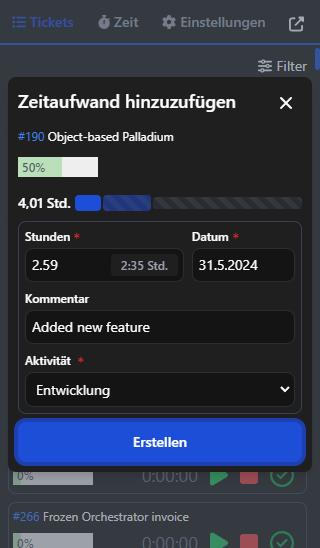 Tickets Zeit Einstellungen
Filter
Zeitaufwand hinzuzufügen
#190 Object-based Palladium
50%
4,01 Std.
Stunden * Datum *
2.59 2:35 Std. 31.5.2024
Kommentar
Added new feature
Aktivität *
Entwicklung
Erstellen
0% 0:00:00
#266 Frozen Orchestrator invoice
0% 0:00:00